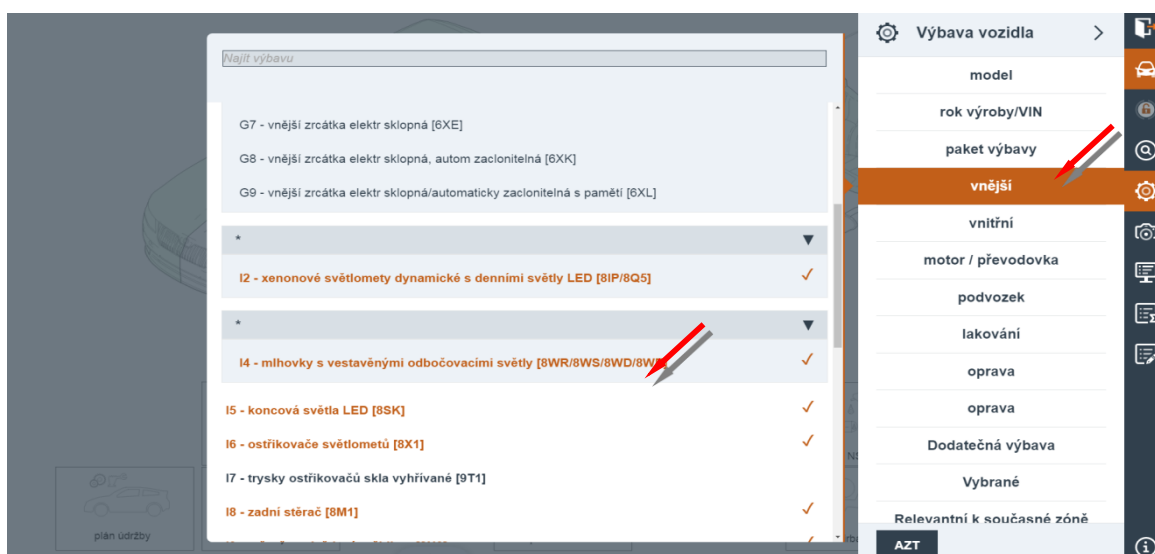 Najít výbavu
G7 - vnější zrcátka elektr sklopná [6XE]
G8 - vnější zrcátka elektr sklopná, autom zaclonitelná [6XK]
G9 - vnější zrcátka elektr sklopná/automaticky zaclonitelná s pamětí [6XL]
*
I2 - xenonové světlomety dynamické s denními světly LED [8IP/8Q5]
*
I4 - mlhovky s vestavěnými odbočovacími světly [8WR/8WS/8WD/8W
I5 - koncová světla LED [8SK]
I6 - ostřikovače světlometů [8X1]
I7 - trysky ostřikovačů skla vyhřívané [9T1]
I8 - zadní stěrač [8M1]
Výbava vozidla
model
rok výroby/VIN
paket výbavy
vnější
vnitřní
motor / převodovka
podvozek
lakování
oprava
oprava
Dodatečná výbava
Vybrané
Relevantní k současné zóně
AZT
plán údržby